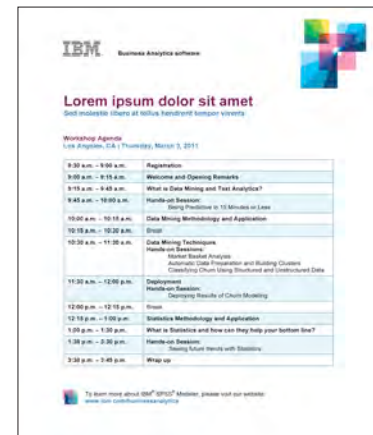 IBM
Business Analytics software
Lorem ipsum dolor sit amet
Sed molestie libero at tellus hendrerit tempor viverra
Workshop Agenda
Los Angeles, CA | Thursday, March 3, 2011
8:30 a.m. – 9:00 a.m. Registration
9:00 a.m. – 9:15 a.m. Welcome and Opening Remarks
9:15 a.m. – 9:45 a.m. What is Data Mining and Text Analytics?
9:45 a.m. – 10:00 a.m. Hands-on Session:
Being Predictive in 15 Minutes or Less
10:00 a.m. – 10:15 a.m. Data Mining Methodology and Application
10:15 a.m. – 10:30 p.m. Break
10:30 a.m. – 11:30 a.m. Data Mining Techniques
Hands-on Sessions:
Market Basket Analysis
Automatic Data Preparation and Building Clusters
Classifying Churn Using Structured and Unstructured Data
11:30 a.m. – 12:00 p.m. Deployment
Hands-on Session:
Deploying Results of Churn Modeling
12:00 p.m. – 12:15 p.m. Break
12:15 p.m. – 1:00 p.m. Statistics Methodology and Application
1:00 p.m. – 1:30 p.m. What is Statistics and how can they help your bottom line?
1:30 p.m. – 3:30 p.m. Hands-on Session:
Seeing future trends with Statistics
3:30 p.m. – 3:45 p.m. Wrap up
To learn more about IBM® SPSS® Modeler, please visit our website:
www.ibm.com/businessanalytics